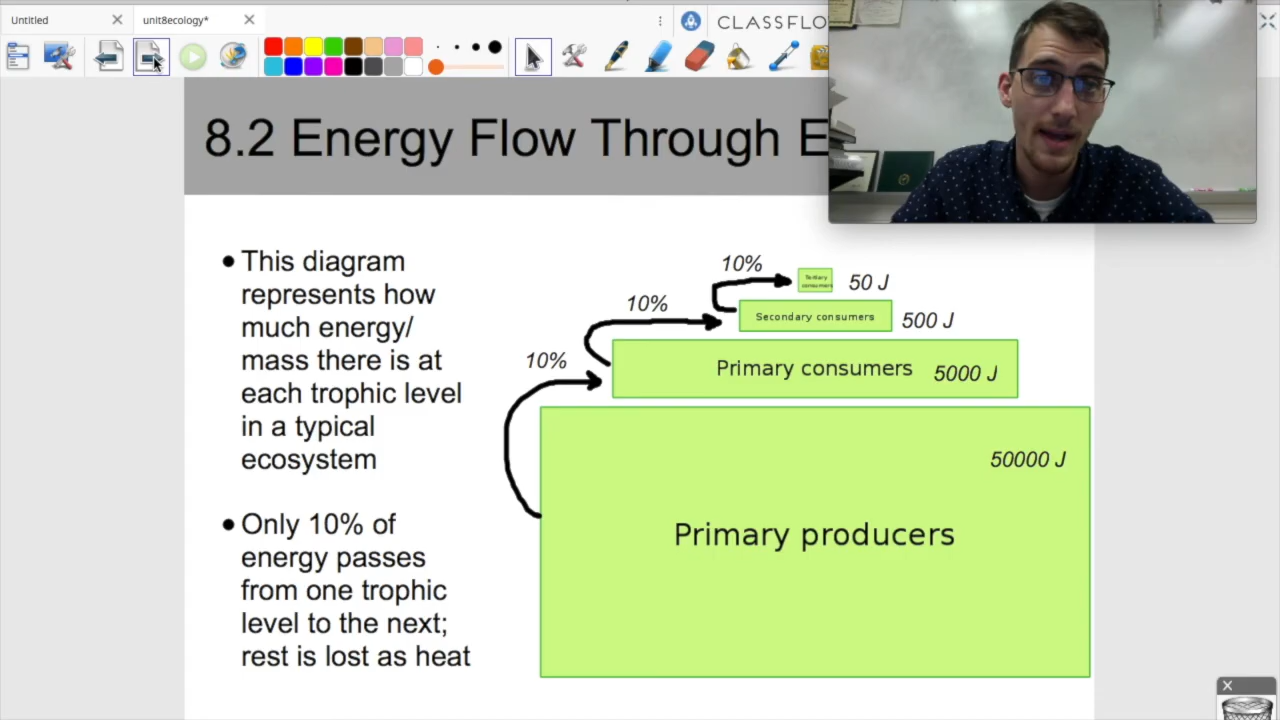 Untitled
unit8ecology*
CLASSFLO
8.2 Energy Flow Through E
• This diagram
represents how
much energy/
mass there is at
each trophic level
in a typical
ecosystem
• Only 10% of
energy passes
from one trophic
level to the next;
rest is lost as heat
10%
Tertiary
consumers
50 J
10%
Secondary consumers
500 J
10%
Primary consumers
5000 J
50000 J
Primary producers